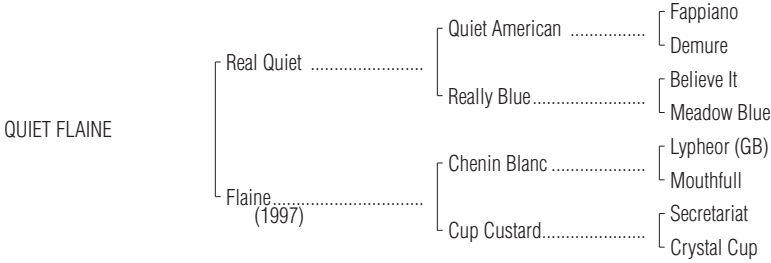 Fappiano
Quiet American ................
Demure
Real Quiet ........................
Believe It
Really Blue........................
Meadow Blue
QUIET FLAINE
Lypheor (GB)
Chenin Blanc ....................
Mouthfull
Flaine................................
(1997)
Secretariat
Cup Custard......................
Crystal Cup